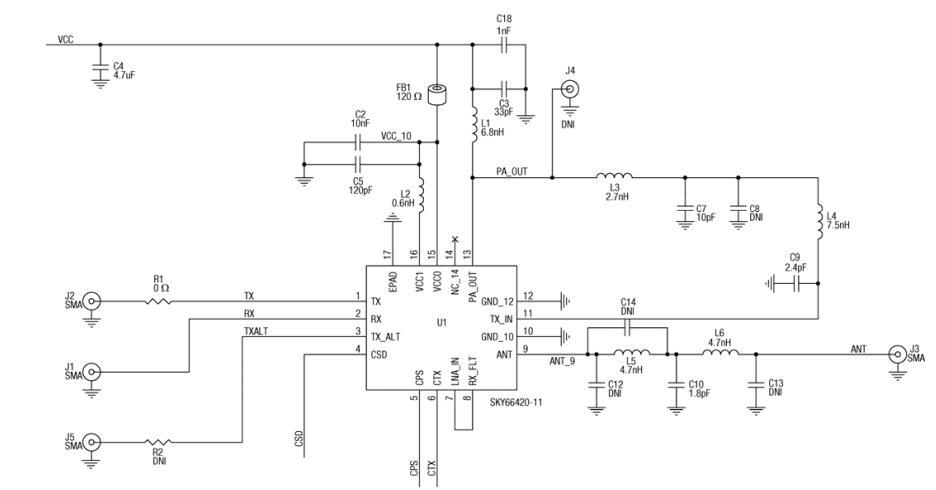 C18
1nF
VCC
C4
4.7uF
FB1
120 Ω
C3
33pF
J4
DNI
C2
10nF
VCC_10
L1
6.8nH
C5
120pF
L2
0.6nH
PA_OUT
L3
2.7nH
C7
10pF
C8
DNI
L4
7.5nH
C9
2.4pF
17
16
15
14
13
EPAD
VCC1
VCC0
NC_14
PA_OUT
J2
SMA
R1
0 Ω
TX
1
TX
GND_12
12
RX
2
RX
U1
TX_IN
11
C14
DNI
TXALT
3
TX_ALT
GND_10
10
L6
4.7nH
4
CSD
ANT
9
ANT_9
L5
4.7nH
ANT
J3
SMA
J1
SMA
CPS
CTX
LNA_IN
RX_FLT
C12
DNI
C10
1.8pF
C13
DNI
5
6
7
8
SKY66420-11
J5
SMA
R2
DNI
CSD
CPS
CTX